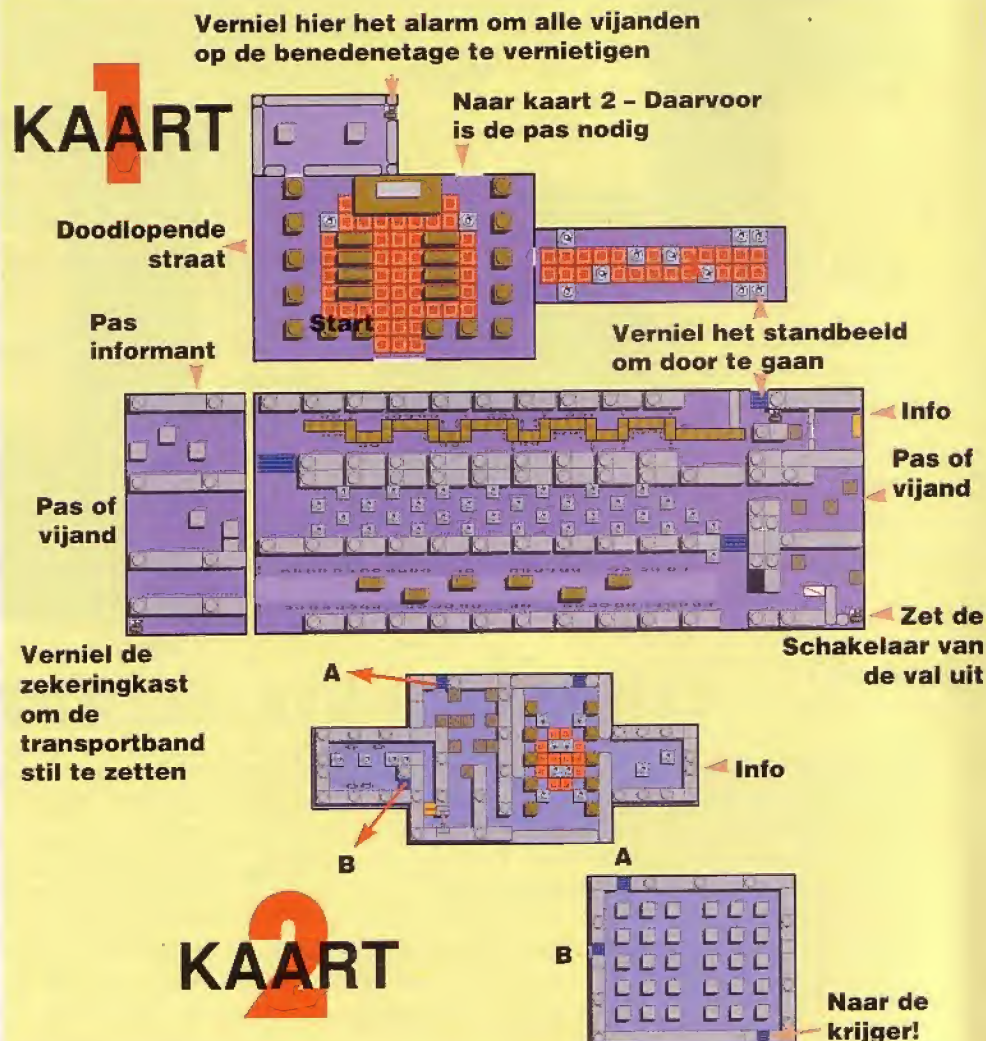 Verniel hier het alarm om alle vijanden
op de benedenetage te vernietigen
KAART 1
Naar kaart 2 – Daarvoor
is de pas nodig
Doodlopende
straat
Start
Pas
informant
Verniel het standbeeld
om door te gaan
Info
Pas of
vijand
Pas of
vijand
Zet de
Schakelaar van
de val uit
Verniel de
zekeringkast
om de
transportband
stil te zetten
A
Info
B
A
KAART 2
B
Naar de
krijger!